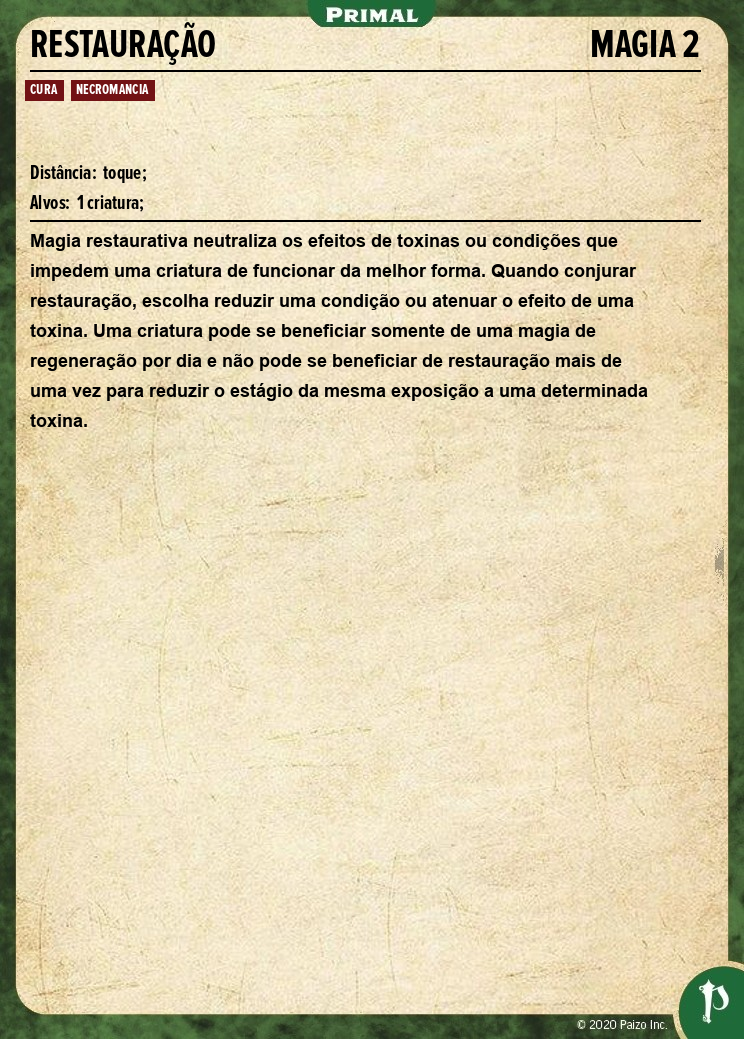 PRIMAL
RESTAURAÇÃO MAGIA 2
CURA NECROMANCIA
Distância: toque;
Alvos: 1 criatura;
Magia restaurativa neutraliza os efeitos de toxinas ou condições que
impedem uma criatura de funcionar da melhor forma. Quando conjurar
restauração, escolha reduzir uma condição ou atenuar o efeito de uma
toxina. Uma criatura pode se beneficiar somente de uma magia de
regeneração por dia e não pode se beneficiar de restauração mais de
uma vez para reduzir o estágio da mesma exposição a uma determinada
toxina.
© 2020 Paizo Inc.
P